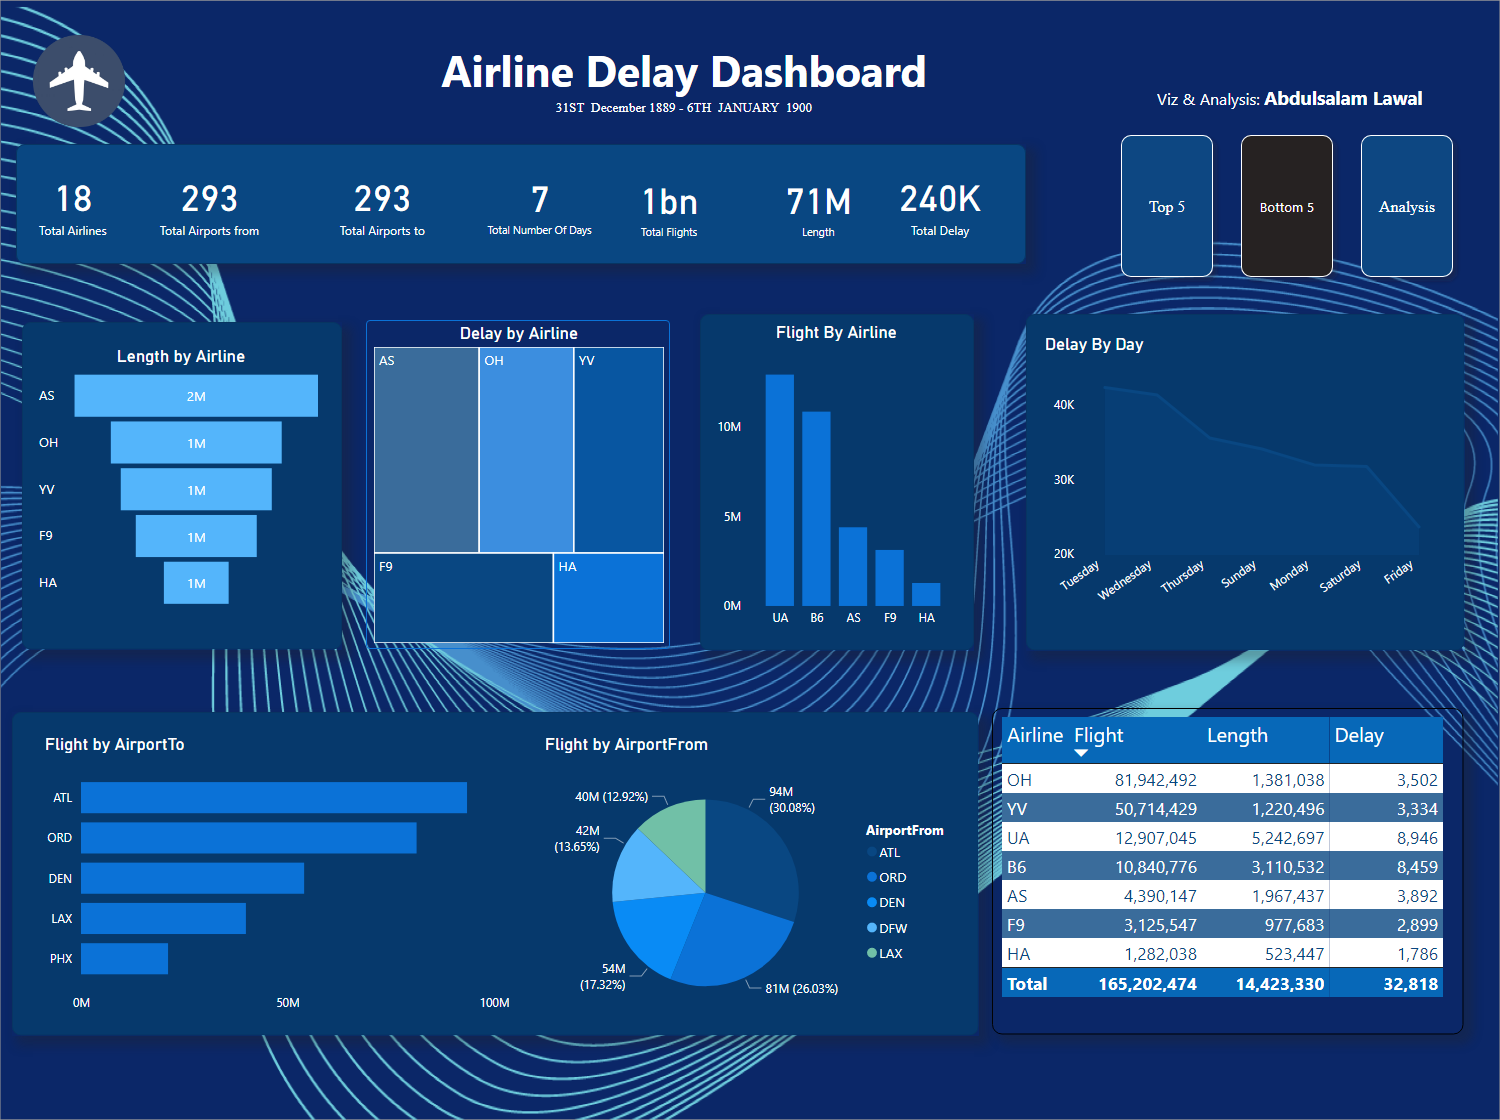 Airline Delay Dashboard
31ST December 1889 - 6TH JANUARY 1900
Viz & Analysis: Abdulsalam Lawal
18
Total Airlines
293
Total Airports from
293
Total Airports to
7
Total Number Of Days
1bn
Total Flights
71M
Length
240K
Total Delay
Top 5
Bottom 5
Analysis
Length by Airline
AS 2M
OH 1M
YV 1M
F9 1M
HA 1M
Delay by Airline
AS OH YV
F9 HA
Flight By Airline
10M
5M
0M
UA B6 AS F9 HA
Delay By Day
40K
30K
20K
Tuesday Wednesday Thursday Sunday Monday Saturday Friday
Flight by AirportTo
ATL
ORD
DEN
LAX
PHX
0M 50M 100M
Flight by AirportFrom
94M
(30.08%)
81M (26.03%)
54M
(17.32%)
42M
(13.65%)
40M (12.92%)
AirportFrom
ATL
ORD
DEN
DFW
LAX
Airline Flight Length Delay
OH 81,942,492 1,381,038 3,502
YV 50,714,429 1,220,496 3,334
UA 12,907,045 5,242,697 8,946
B6 10,840,776 3,110,532 8,459
AS 4,390,147 1,967,437 3,892
F9 3,125,547 977,683 2,899
HA 1,282,038 523,447 1,786
Total 165,202,474 14,423,330 32,818